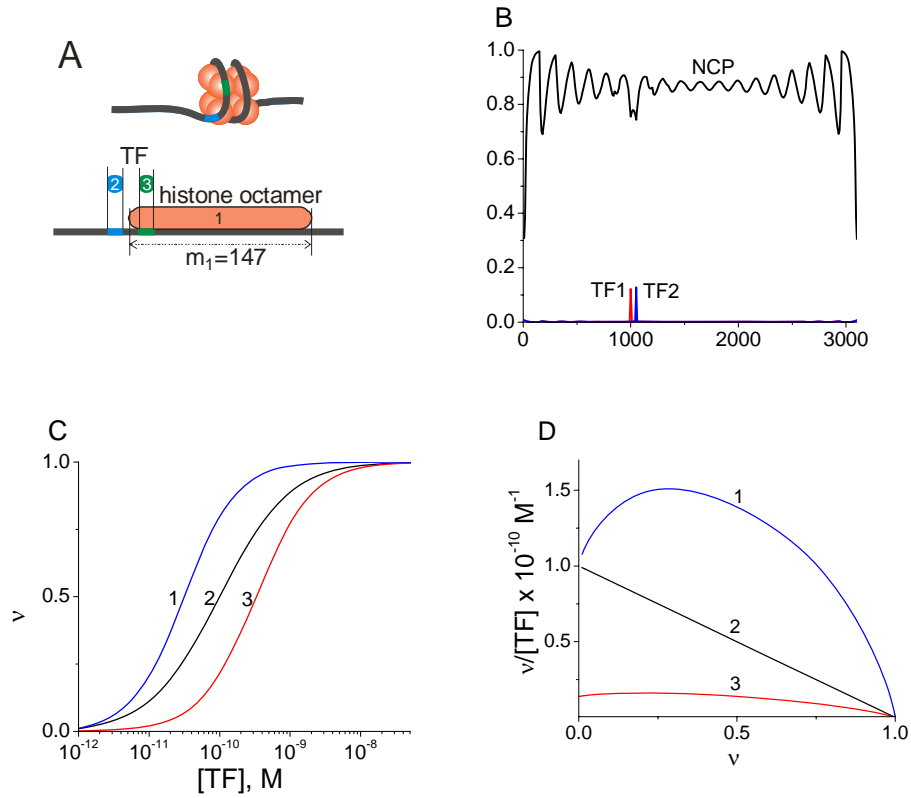 A
TF
2
3
histone octamer
1
m₁=147
B
1.0
0.8
0.6
0.4
0.2
0.0
NCP
TF1
TF2
0
1000
2000
3000
C
1.0
0.5
0.0
ν
1
2
3
10⁻¹²
10⁻¹¹
10⁻¹⁰
10⁻⁹
10⁻⁸
[TF], M
D
1.5
1.0
0.5
ν/[TF] x 10⁻¹⁰ M⁻¹
1
2
3
0.0
0.5
1.0
ν